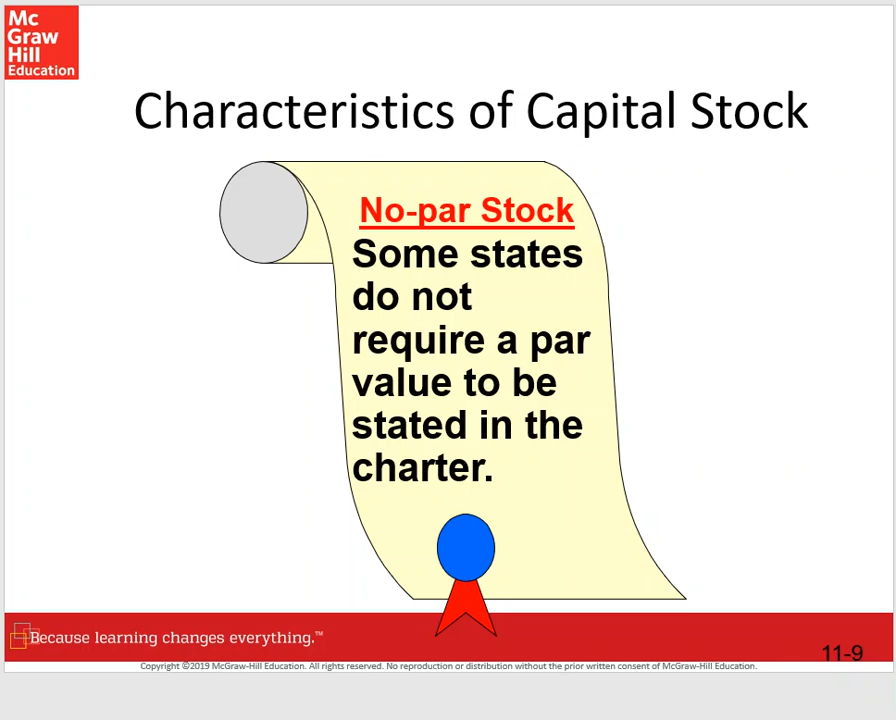 Mc
Graw
Hill
Education
Characteristics of Capital Stock
No-par Stock
Some states
do not
require a par
value to be
stated in the
charter.
Because learning changes everything.™
11-9
Copyright ©2019 McGraw-Hill Education. All rights reserved. No reproduction or distribution without the prior written consent of McGraw-Hill Education.